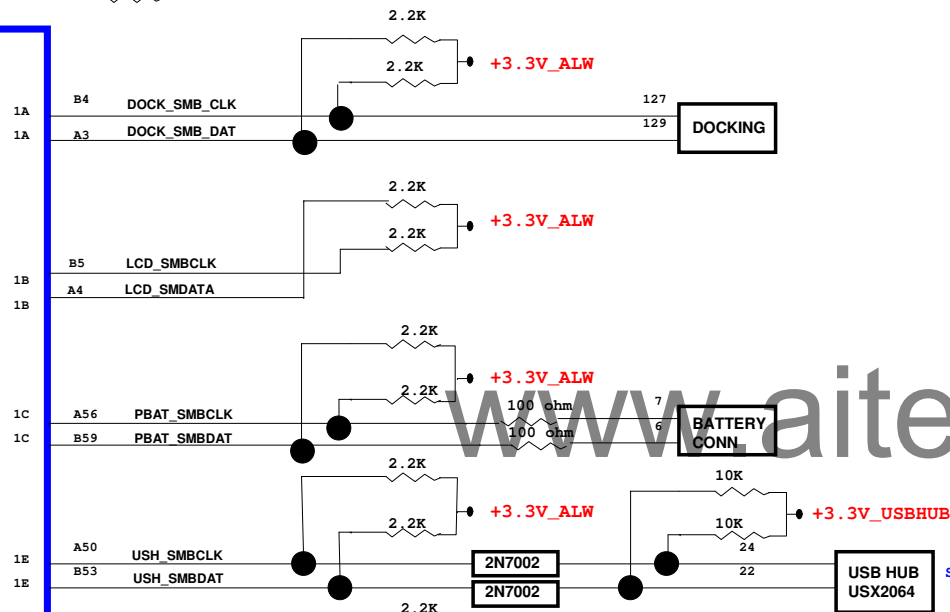 2.2K
2.2K
+3.3V_ALW
1A B4 DOCK_SMB_CLK 127
1A A3 DOCK_SMB_DAT 129
DOCKING
2.2K
2.2K
+3.3V_ALW
1B B5 LCD_SMBCLK
1B A4 LCD_SMDATA
2.2K
2.2K
+3.3V_ALW
www.aite
1C A56 PBAT_SMBCLK 100 ohm 7
1C B59 PBAT_SMBDAT 100 ohm 6
BATTERY
CONN
2.2K
2.2K
+3.3V_ALW
10K
10K
+3.3V_USBHUB
1E A50 USH_SMBCLK 2N7002 24
1E B53 USH_SMBDAT 2N7002 22
USB HUB
USX2064
2.2K